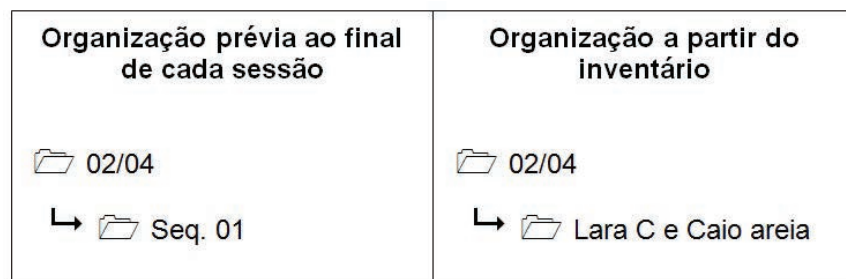 Organização prévia ao final
de cada sessão
02/04
Seq. 01
Organização a partir do
inventário
02/04
Lara C e Caio areia